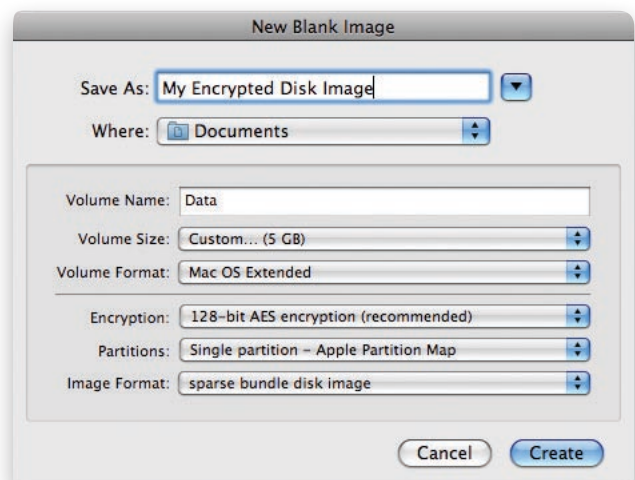 New Blank Image
Save As: My Encrypted Disk Image
Where: Documents
Volume Name: Data
Volume Size: Custom... (5 GB)
Volume Format: Mac OS Extended
Encryption: 128-bit AES encryption (recommended)
Partitions: Single partition – Apple Partition Map
Image Format: sparse bundle disk image
Cancel Create